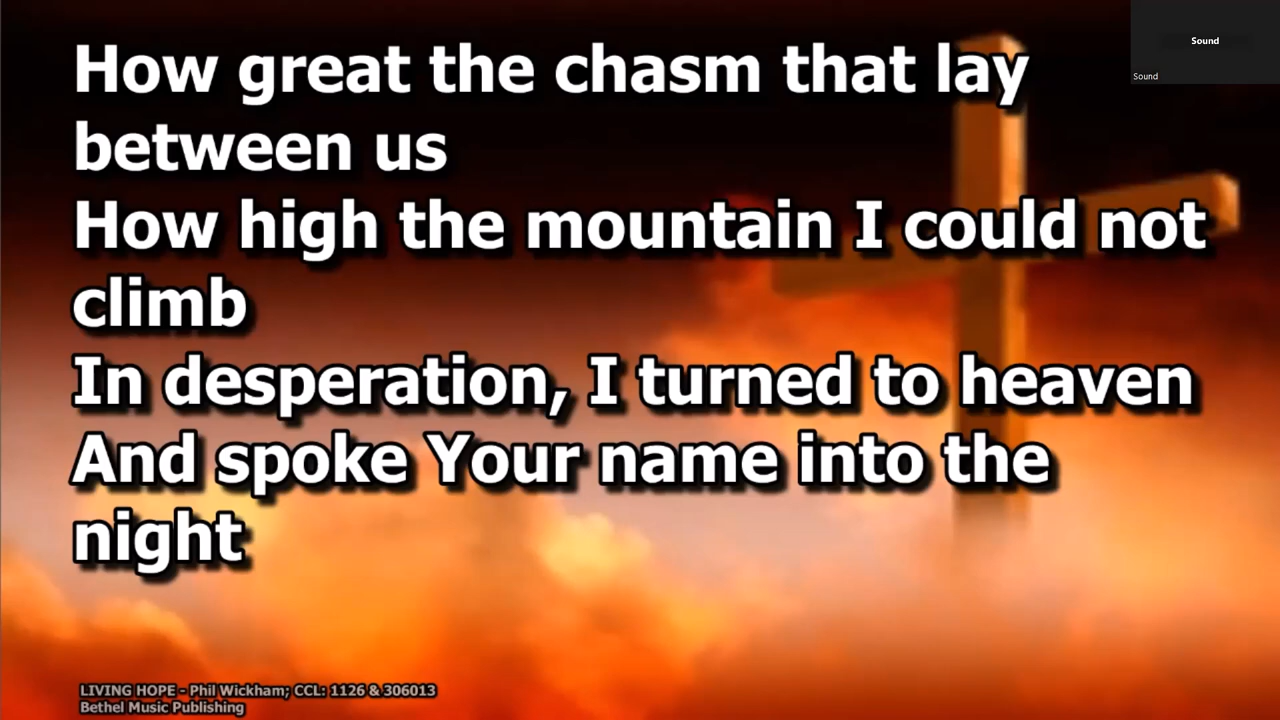 Sound
Sound
How great the chasm that lay
between us
How high the mountain I could not
climb
In desperation, I turned to heaven
And spoke Your name into the
night
LIVING HOPE - Phil Wickham; CCL: 1126 & 306013
Bethel Music Publishing